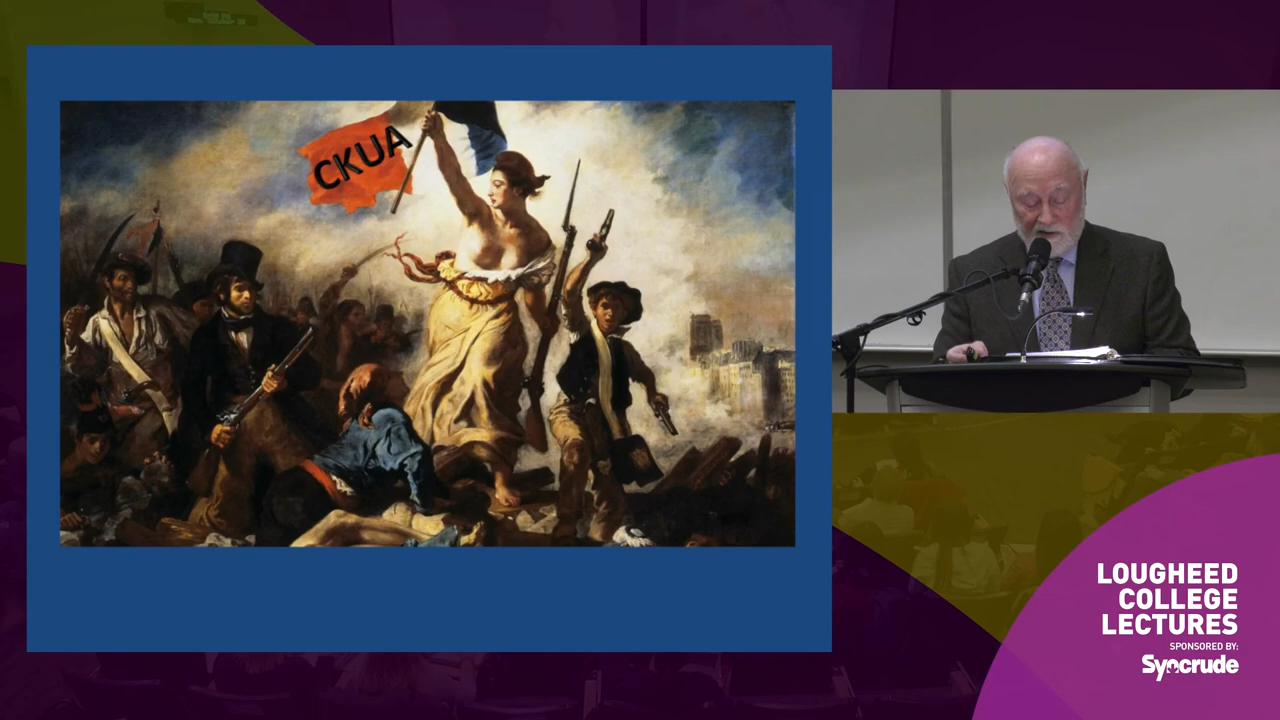 CKUA
LOUGHEED
COLLEGE
LECTURES
SPONSORED BY:
Syncrude